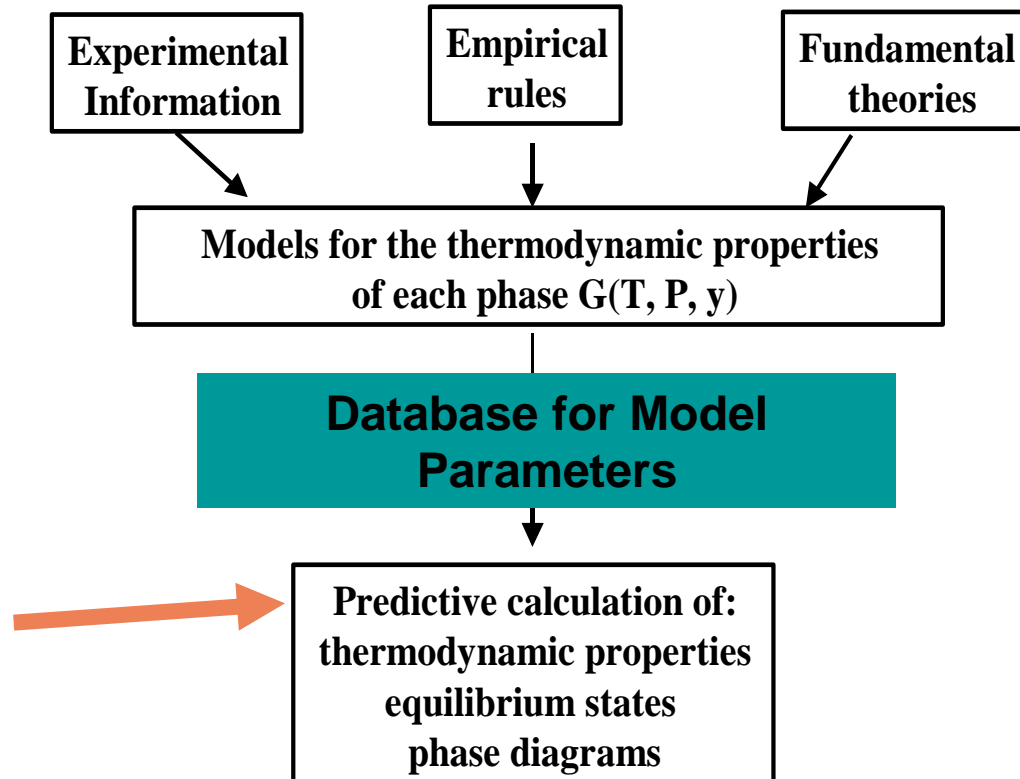 Experimental
Information
Empirical
rules
Fundamental
theories
Models for the thermodynamic properties
of each phase G(T, P, y)
Database for Model
Parameters
Predictive calculation of:
thermodynamic properties
equilibrium states
phase diagrams